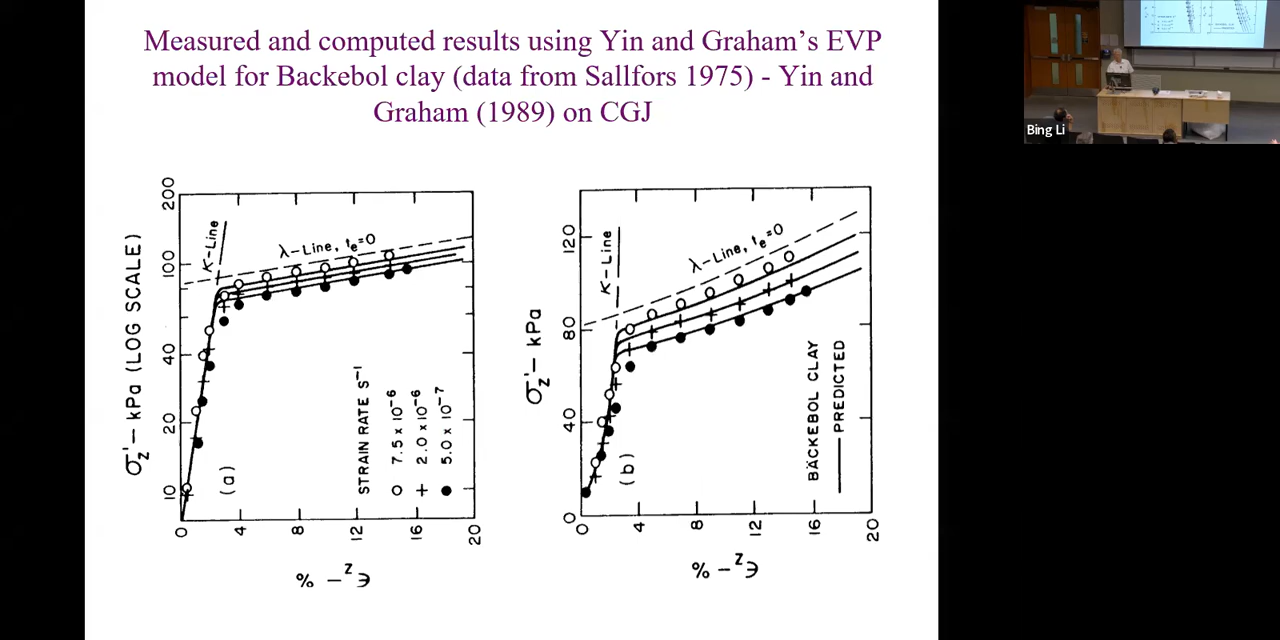 Measured and computed results using Yin and Graham’s EVP
model for Backebol clay (data from Sallfors 1975) - Yin and
Graham (1989) on CGJ
Bing Li
200
100
40
20
10
σz' – kPa (LOG SCALE)
κ-Line
λ-Line, te=0
(a)
STRAIN RATE s⁻¹
○ 7.5 x 10⁻⁶
+ 2.0 x 10⁻⁶
● 5.0 x 10⁻⁷
0 4 8 12 16 20
ϵz – %
120
80
40
0
σz' – kPa
κ-Line
λ-Line, te=0
(b)
BÄCKEBOL CLAY
PREDICTED
0 4 8 12 16 20
ϵz – %